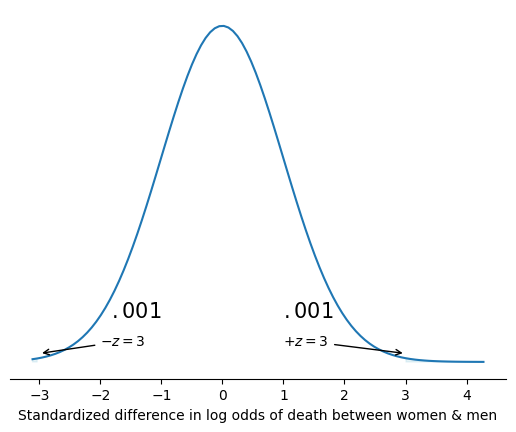 .001 .001
−z = 3 +z = 3
−3 −2 −1 0 1 2 3 4
Standardized difference in log odds of death between women & men